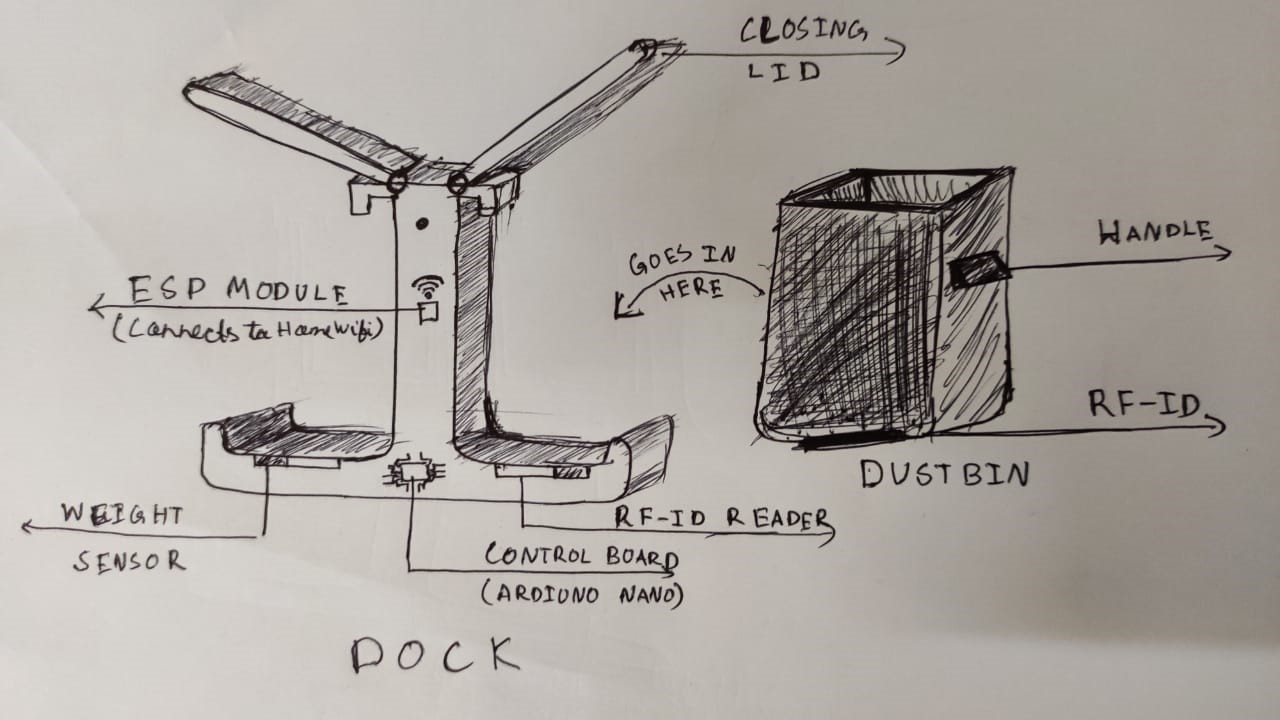 CLOSING
LID
GOES IN
HERE
HANDLE
ESP MODULE
(Connects to Home Wifi)
RF-ID
DUSTBIN
WEIGHT
SENSOR
RF-ID READER
CONTROL BOARD
(ARDIUNO NANO)
DOCK